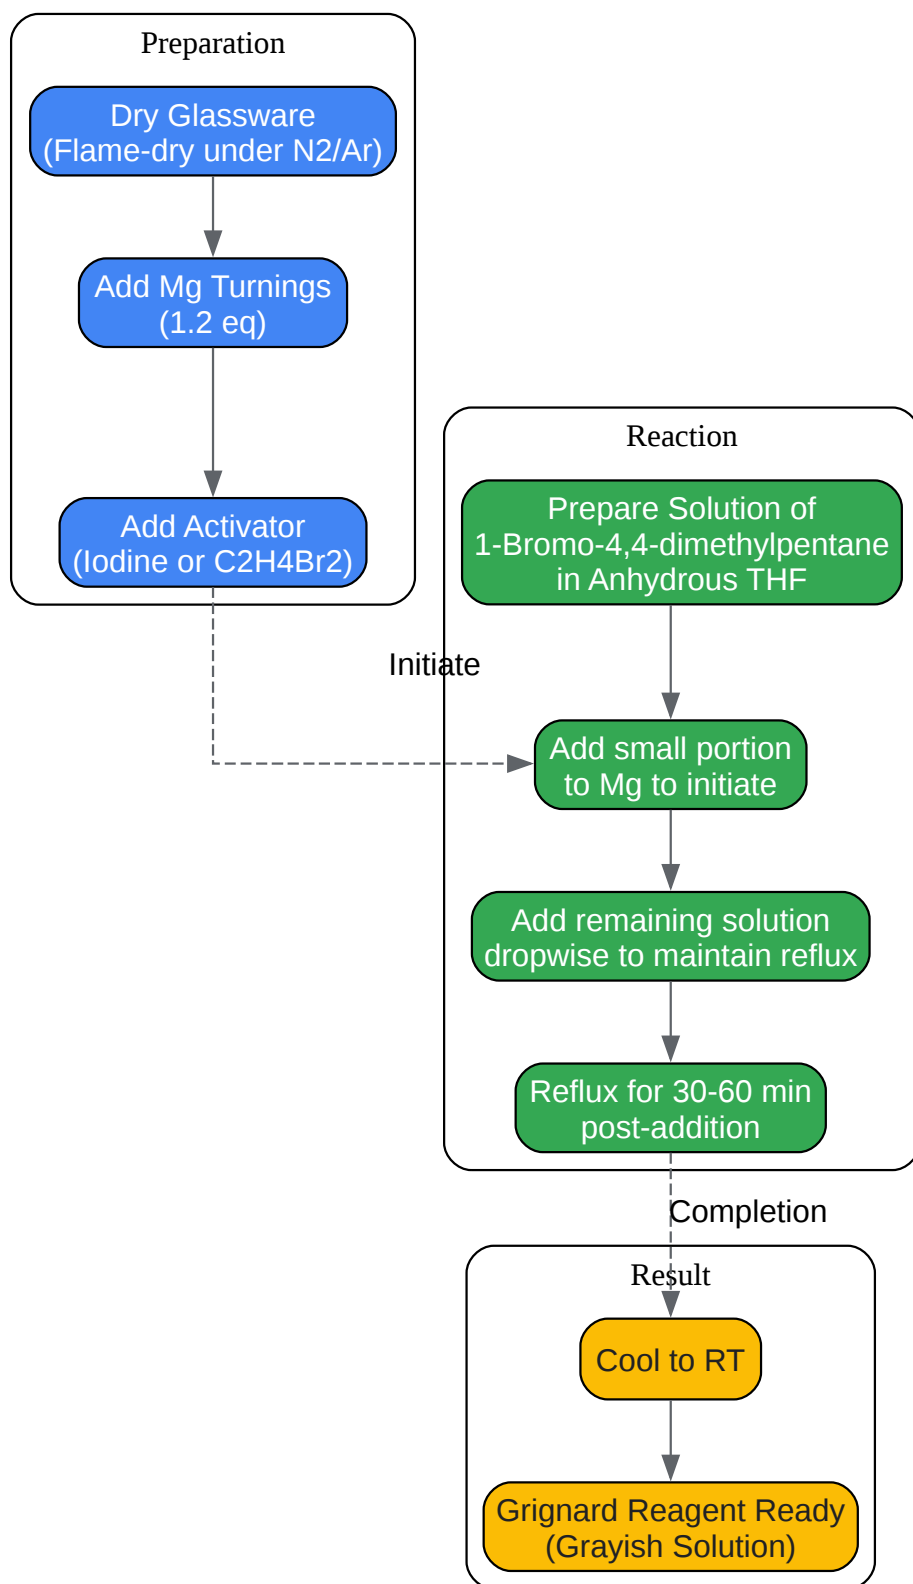 Preparation
Dry Glassware
(Flame-dry under N2/Ar)
Add Mg Turnings
(1.2 eq)
Add Activator
(Iodine or C2H4Br2)
Initiate
Reaction
Prepare Solution of
1-Bromo-4,4-dimethylpentane
in Anhydrous THF
Add small portion
to Mg to initiate
Add remaining solution
dropwise to maintain reflux
Reflux for 30-60 min
post-addition
Completion
Result
Cool to RT
Grignard Reagent Ready
(Grayish Solution)